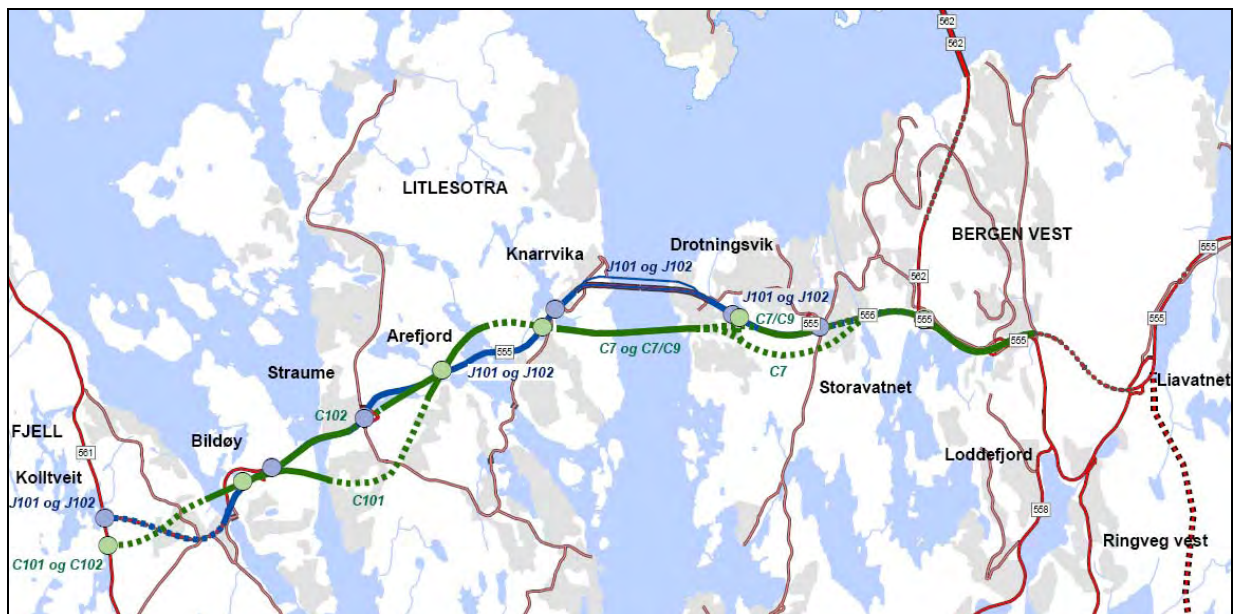 562
562
LITLESOTRA
BERGEN VEST
Knarrvika
Drotningsvik
555
J101 og J102
562
J101 og J102
C7/C9
555
555
555
555
Arefjord
555
C7 og C7/C9
555
J101 og J102
C7
Straume
Storavatnet
Liavatnet
C102
FJELL
561
Bildøy
Kolltveit
Loddefjord
J101 og J102
C101
558
C101 og C102
Ringveg vest